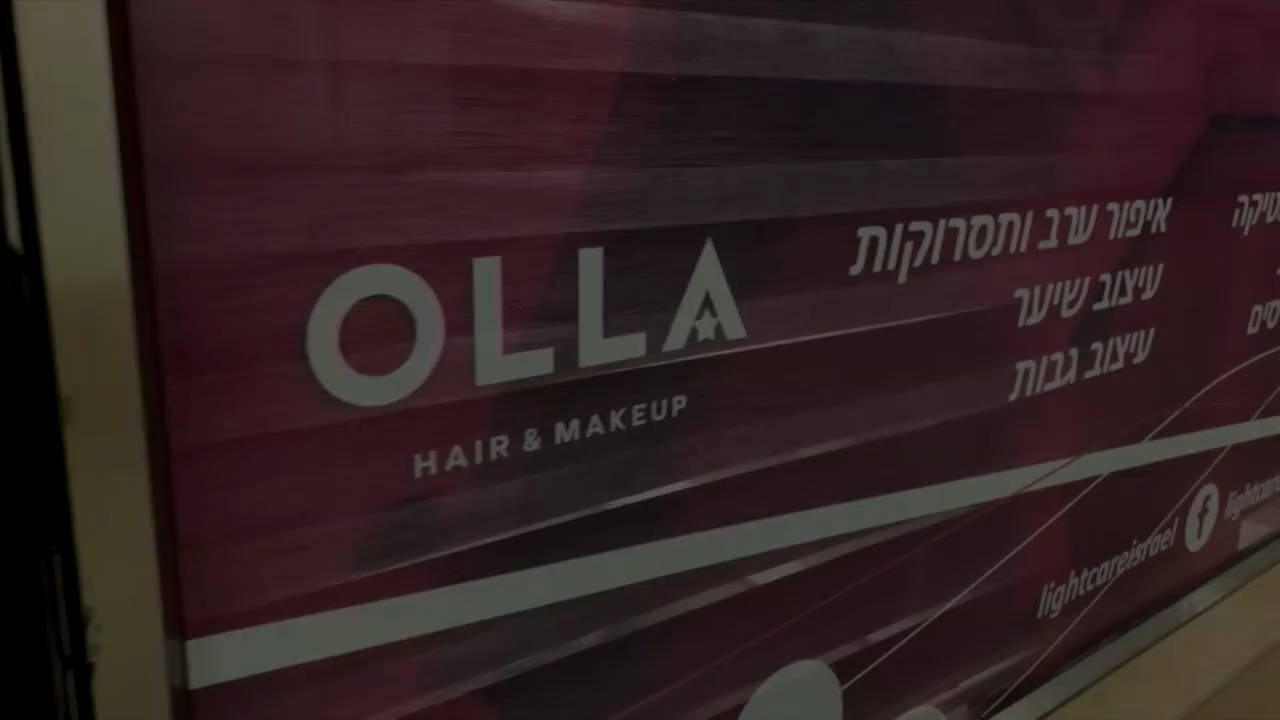 OLLA
HAIR & MAKEUP
איפור ערב ותסרוקות
עיצוב שיער
עיצוב גבות
lightcareisrael